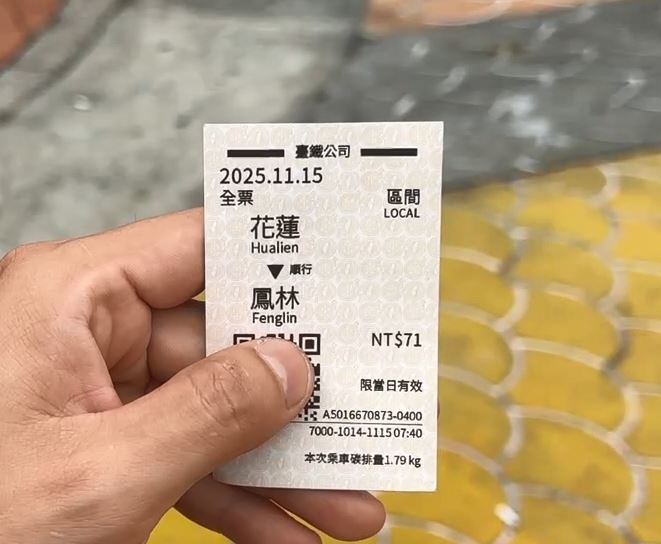 臺鐵公司
2025.11.15
全票 區間
LOCAL
花蓮
Hualien
▼ 順行
鳳林
Fenglin
NT$71
限當日有效
A5016670873-0400
7000-1014-1115 07:40
本次乘車碳排量1.79 kg